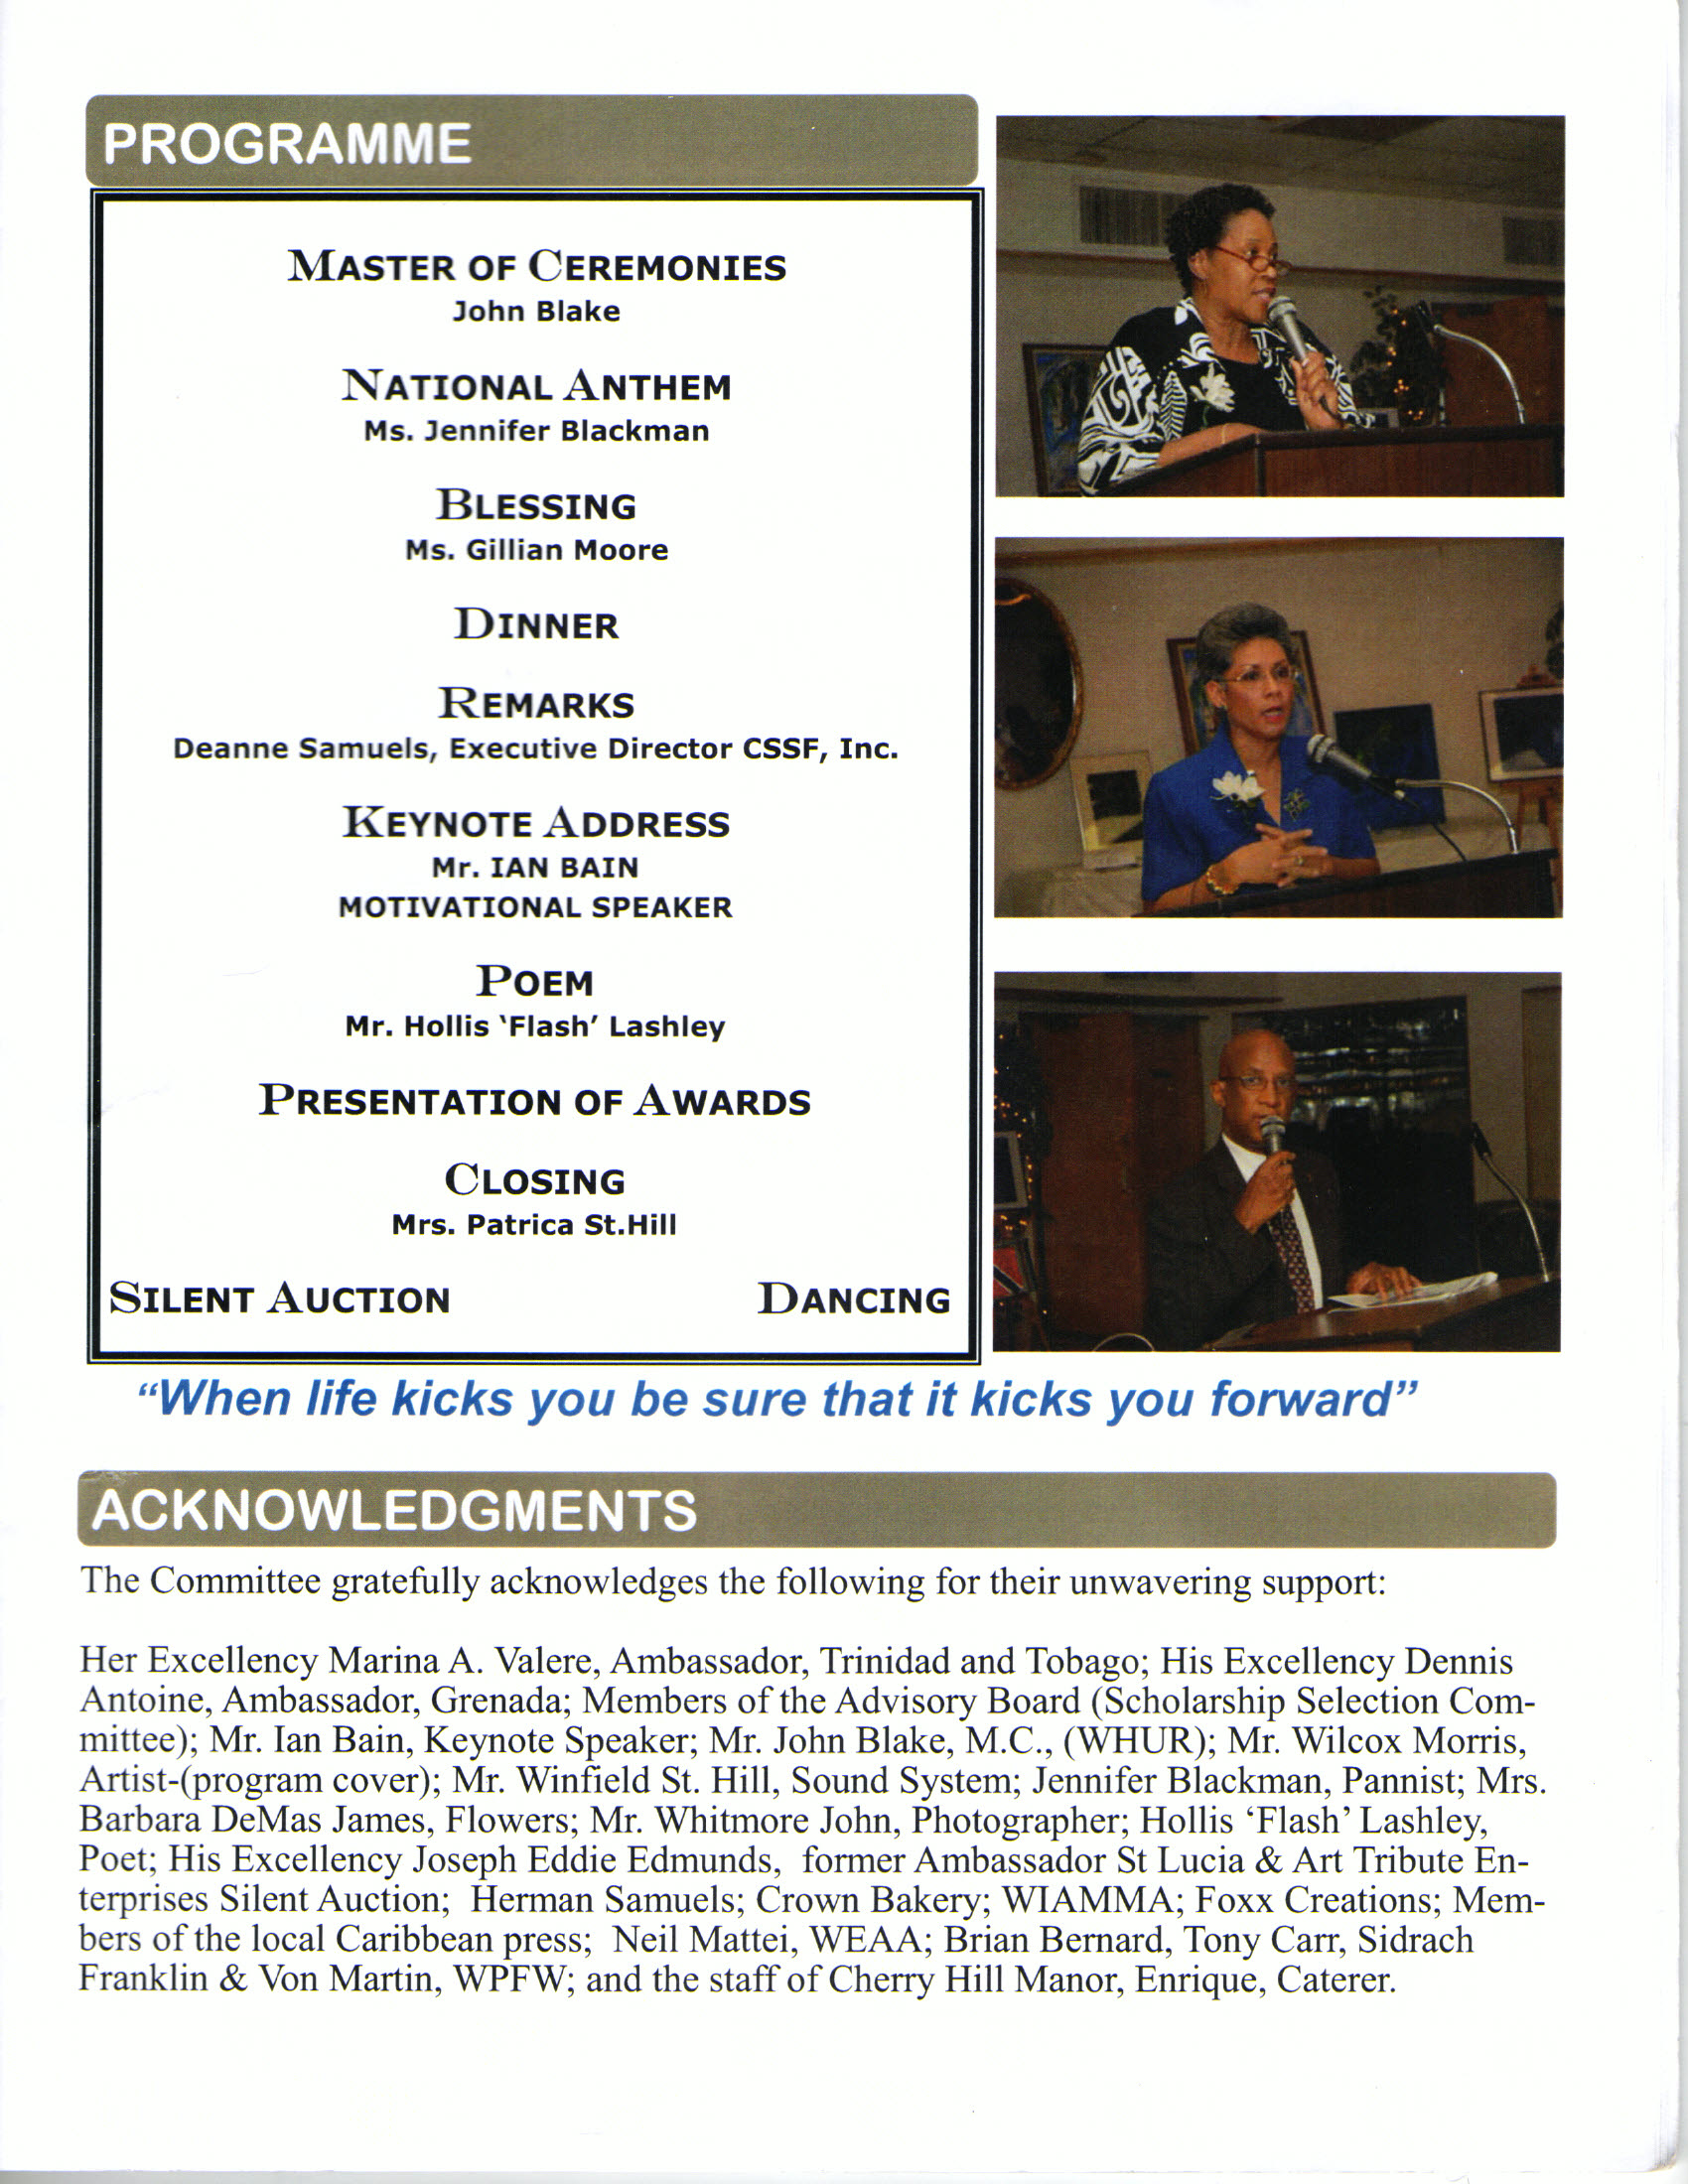 PROGRAMME
MASTER OF CEREMONIES
John Blake
NATIONAL ANTHEM
Ms. Jennifer Blackman
BLESSING
Ms. Gillian Moore
DINNER
REMARKS
Deanne Samuels, Executive Director CSSF, Inc.
KEYNOTE ADDRESS
Mr. IAN BAIN
MOTIVATIONAL SPEAKER
POEM
Mr. Hollis ‘Flash’ Lashley
PRESENTATION OF AWARDS
CLOSING
Mrs. Patrica St.Hill
SILENT AUCTION DANCING
“When life kicks you be sure that it kicks you forward”
ACKNOWLEDGMENTS
The Committee gratefully acknowledges the following for their unwavering support:
Her Excellency Marina A. Valere, Ambassador, Trinidad and Tobago; His Excellency Dennis
Antoine, Ambassador, Grenada; Members of the Advisory Board (Scholarship Selection Com-
mittee); Mr. Ian Bain, Keynote Speaker; Mr. John Blake, M.C., (WHUR); Mr. Wilcox Morris,
Artist-(program cover); Mr. Winfield St. Hill, Sound System; Jennifer Blackman, Pannist; Mrs.
Barbara DeMas James, Flowers; Mr. Whitmore John, Photographer; Hollis ‘Flash’ Lashley,
Poet; His Excellency Joseph Eddie Edmunds,  former Ambassador St Lucia & Art Tribute En-
terprises Silent Auction;  Herman Samuels; Crown Bakery; WIAMMA; Foxx Creations; Mem-
bers of the local Caribbean press;  Neil Mattei, WEAA; Brian Bernard, Tony Carr, Sidrach
Franklin & Von Martin, WPFW; and the staff of Cherry Hill Manor, Enrique, Caterer.